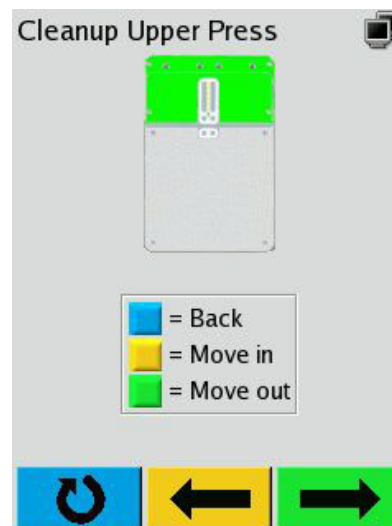 Cleanup Upper Press
= Back
= Move in
= Move out